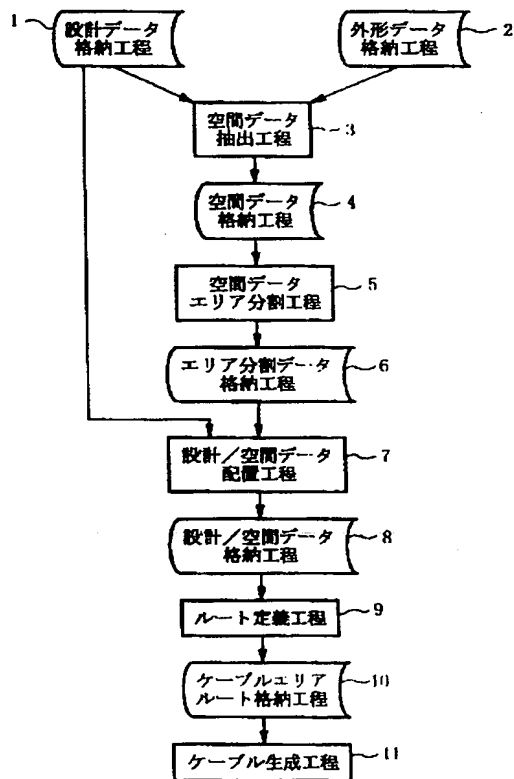 1
設計データ
格納工程
外形データ
格納工程
2
空間データ
抽出工程
3
空間データ
格納工程
4
空間データ
エリア分割工程
5
エリア分割データ
格納工程
6
設計/空間データ
配置工程
7
設計/空間データ
格納工程
8
ルート定義工程
9
ケーブルエリア
ルート格納工程
10
ケーブル生成工程
11